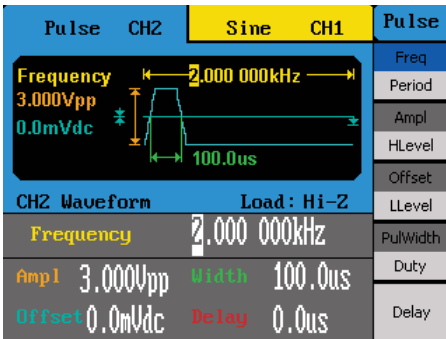 Pulse CH2 Sine CH1 Pulse
Frequency 2.000 000kHz
3.000Vpp
0.0mVdc
100.0us
CH2 Waveform Load: Hi-Z
Frequency 2.000 000kHz
Ampl 3.000Vpp Width 100.0us
Offset 0.0mVdc Delay 0.0us
Freq
Period
Ampl
HLevel
Offset
LLevel
PulWidth
Duty
Delay